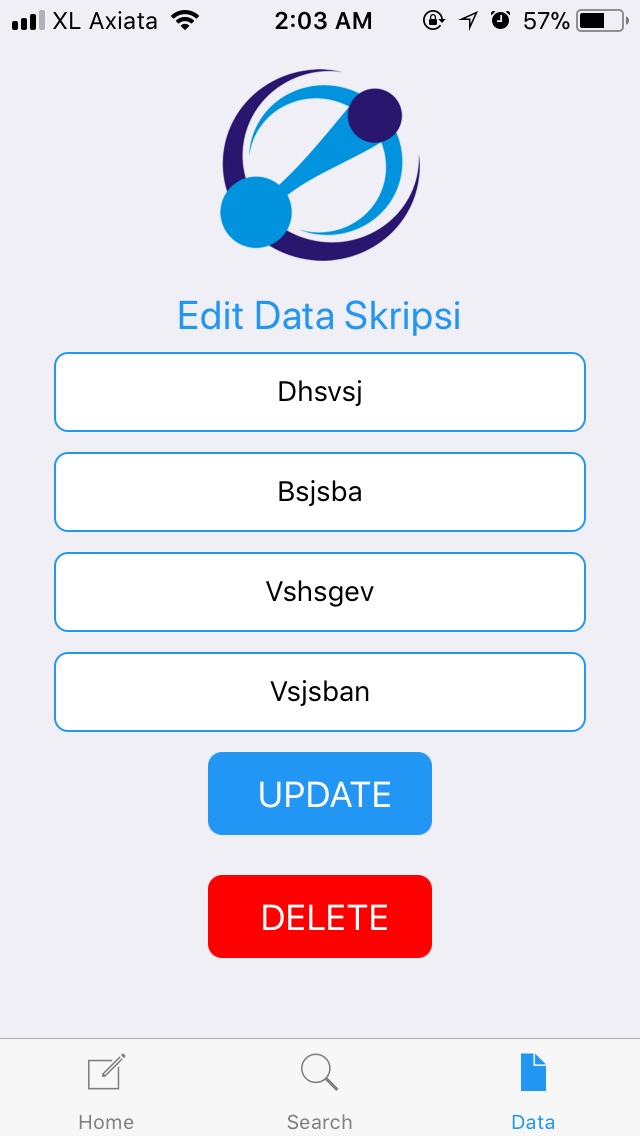 XL Axiata 2:03 AM 57%
Edit Data Skripsi
Dhsvsj
Bsjsba
Vshsgev
Vsjsban
UPDATE
DELETE
Home Search Data